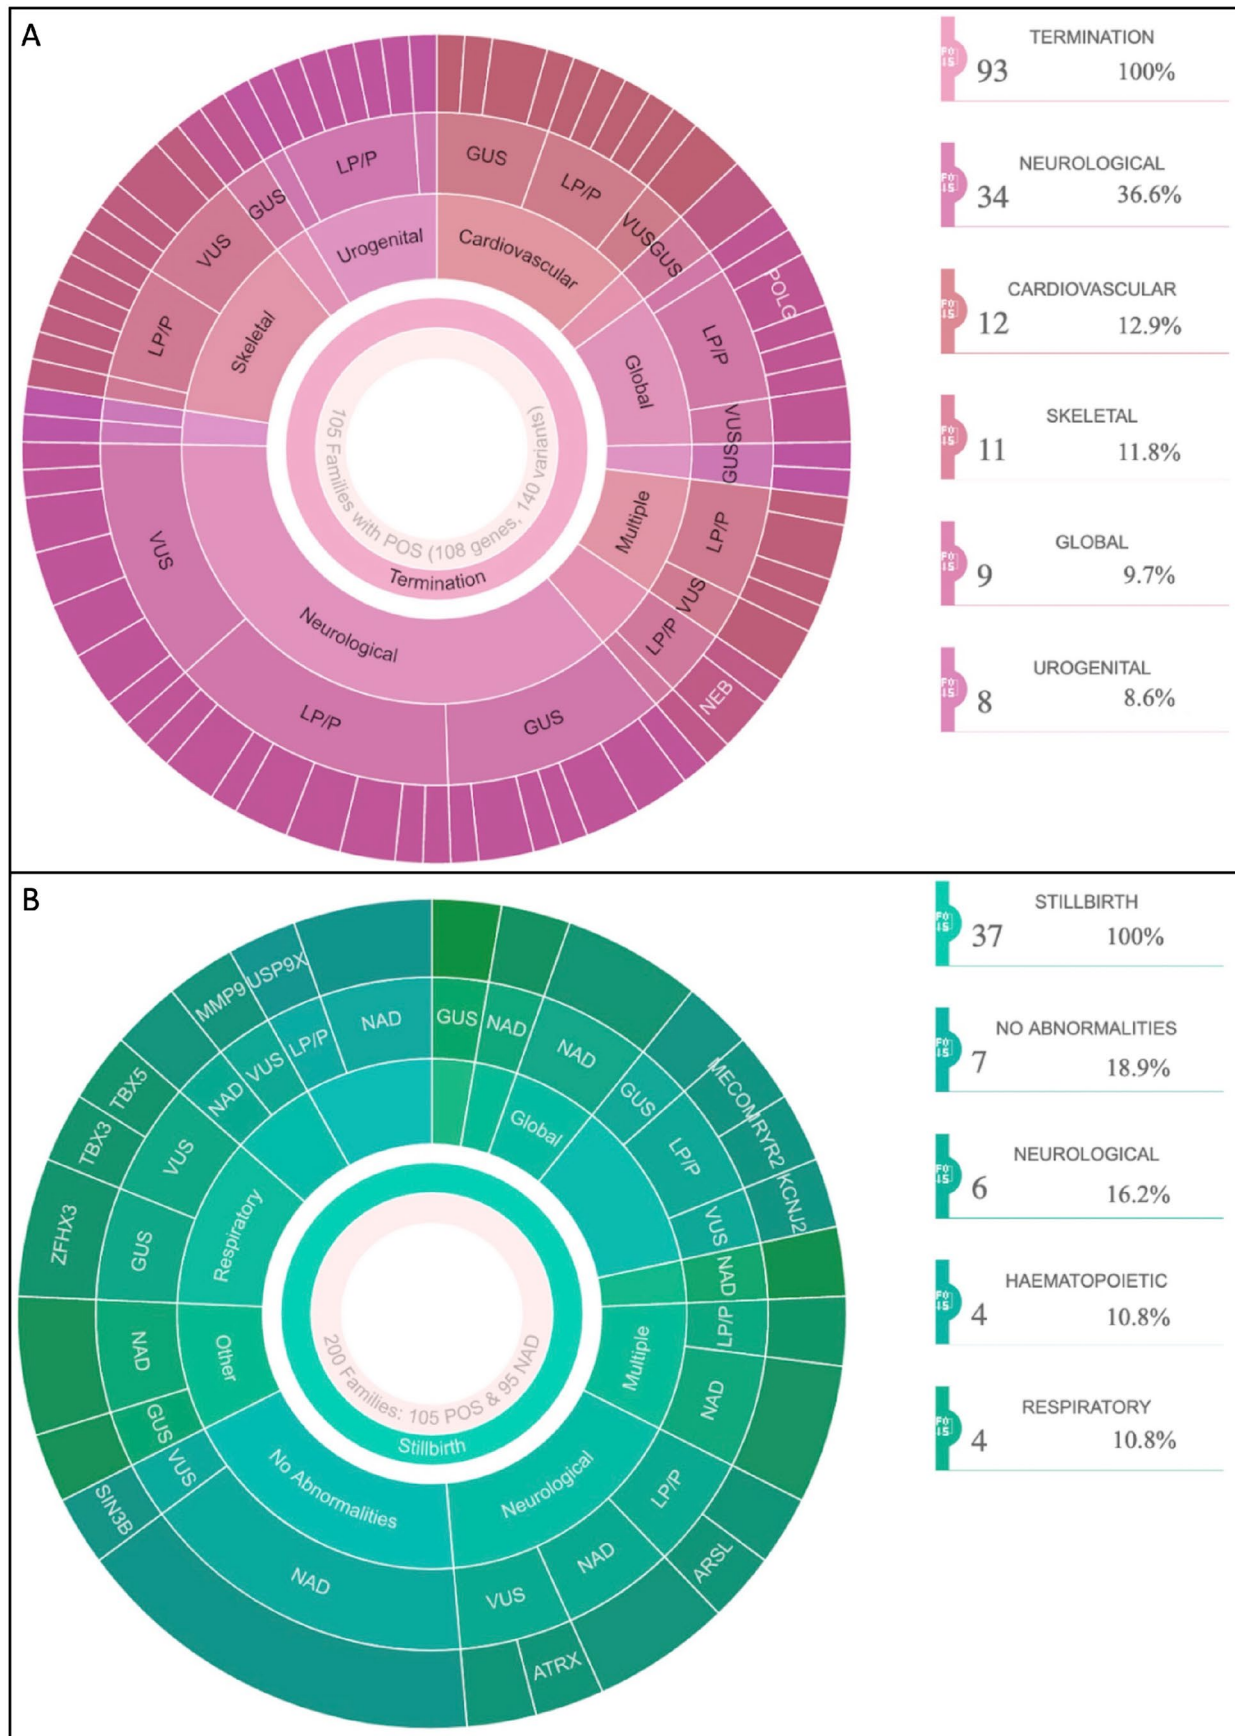 A
TERMINATION
93 100%
NEUROLOGICAL
34 36.6%
CARDIOVASCULAR
12 12.9%
SKELETAL
11 11.8%
GLOBAL
9 9.7%
UROGENITAL
8 8.6%
GUS
LP/P
VUS
GUS
LP/P
VUS
GUS
LP/P
VUS
LP/P
GUS
LP/P
VUS
LP/P
VUS
GUS
LP/P
POLG
NEB
Cardiovascular
Global
Multiple
Neurological
Skeletal
Urogenital
Termination
105 Families with POS (108 genes, 140 variants)
B
STILLBIRTH
37 100%
NO ABNORMALITIES
7 18.9%
NEUROLOGICAL
6 16.2%
HAEMATOPOIETIC
4 10.8%
RESPIRATORY
4 10.8%
GUS
NAD
NAD
GUS
LP/P
VUS
NAD
LP/P
NAD
LP/P
NAD
VUS
NAD
VUS
GUS
NAD
GUS
VUS
NAD
VUS
LP/P
NAD
MECOM
RYR2
KCNJ2
ARSL
ATRX
SIN3B
ZFHX3
TBX3
TBX5
MMP9
USP9X
Global
Multiple
Neurological
No Abnormalities
Other
Respiratory
Stillbirth
200 Families: 105 POS & 95 NAD